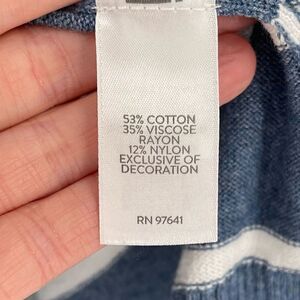 53% COTTON
35% VISCOSE
RAYON
12% NYLON
EXCLUSIVE OF
DECORATION
RN 97641